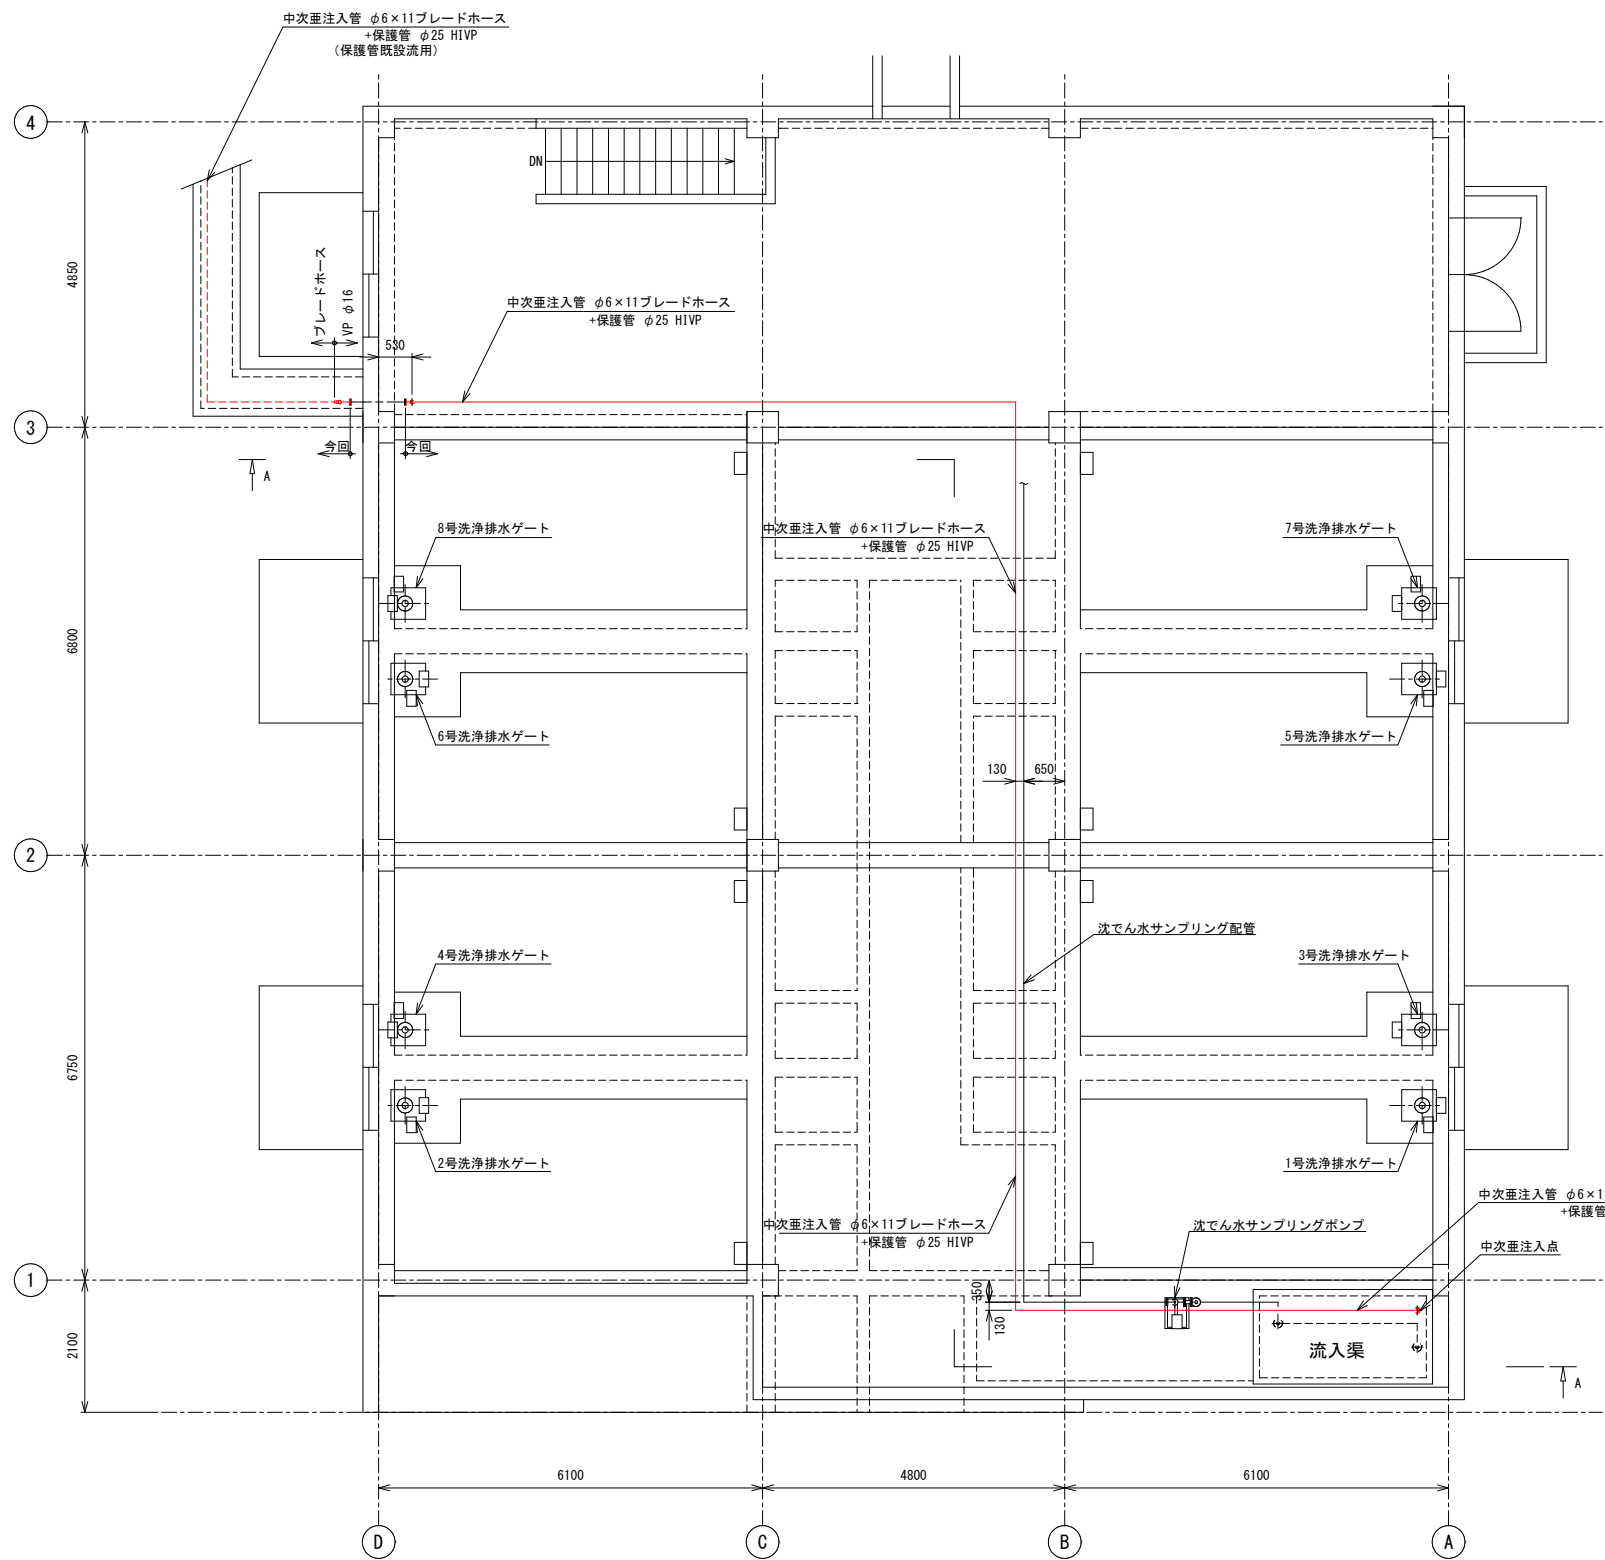 中次亜注入管 φ6×11ブレードホース
+保護管 φ25 HIVP
(保護管既設流用)
4
DN
4850
ブレードホース
VP φ16
530
中次亜注入管 φ6×11ブレードホース
+保護管 φ25 HIVP
3
今回
今回
A
8号洗浄排水ゲート
中次亜注入管 φ6×11ブレードホース
+保護管 φ25 HIVP
7号洗浄排水ゲート
6800
6号洗浄排水ゲート
5号洗浄排水ゲート
130
650
2
沈でん水サンプリング配管
4号洗浄排水ゲート
3号洗浄排水ゲート
6750
2号洗浄排水ゲート
1号洗浄排水ゲート
中次亜注入管 φ6×1
+保護管
中次亜注入管 φ6×11ブレードホース
+保護管 φ25 HIVP
沈でん水サンプリングポンプ
中次亜注入点
1
350
130
2100
流入渠
A
6100
4800
6100
D
C
B
A